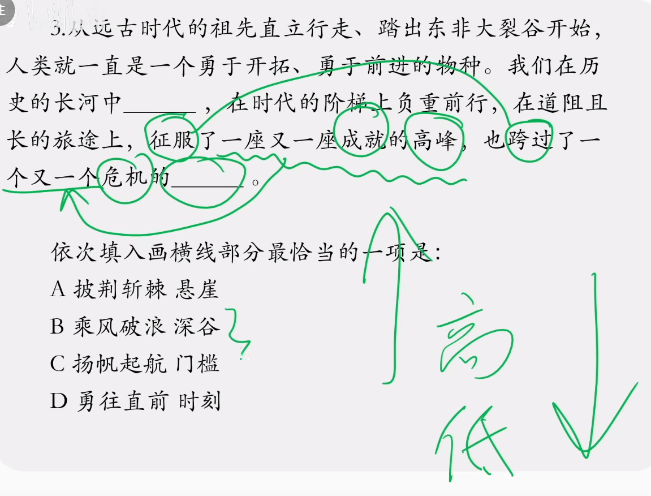 主
3.从远古时代的祖先直立行走、踏出东非大裂谷开始，
人类就一直是一个勇于开拓、勇于前进的物种。我们在历
史的长河中______，在时代的阶梯上负重前行，在道阻且
长的旅途上，征服了一座又一座成就的高峰，也跨过了一
个又一个危机的______。
依次填入画横线部分最恰当的一项是：
A 披荆斩棘 悬崖
B 乘风破浪 深谷
C 扬帆起航 门槛
D 勇往直前 时刻
高
低